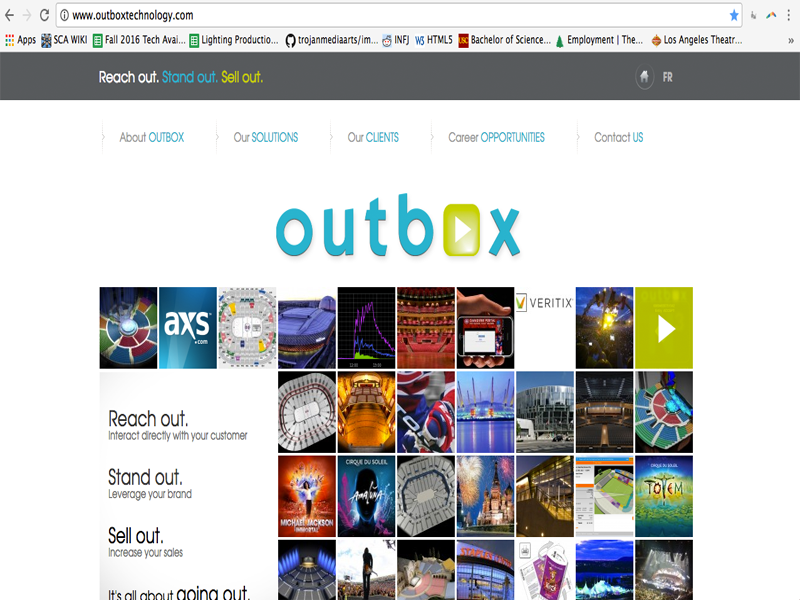 www.outboxtechnology.com
Apps SCA WIKI Fall 2016 Tech Avai... Lighting Productio... trojanmediaarts/im... INFJ W3 HTML5 USC Bachelor of Science... Employment | The... Los Angeles Theatr... »
Reach out. Stand out. Sell out.
FR
About OUTBOX
Our SOLUTIONS
Our CLIENTS
Career OPPORTUNITIES
Contact US
outbox
axs
.com
VERITIX
Reach out.
Interact directly with your customer
Stand out.
Leverage your brand
Sell out.
Increase your sales
It's all about going out.
MICHAEL JACKSON
IMMORTAL
CIRQUE DU SOLEIL
AMALUNA
CIRQUE DU SOLEIL
TOTEM